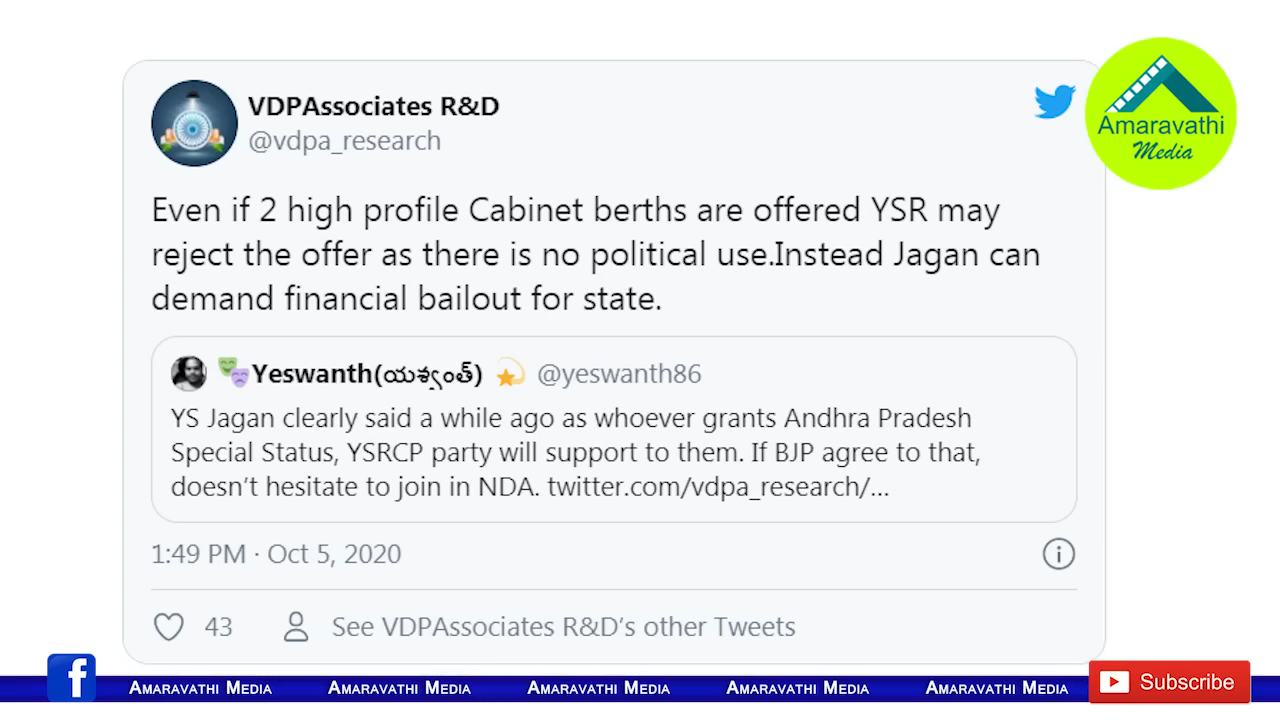 VDPAssociates R&D
@vdpa_research
Amaravathi
Media
Even if 2 high profile Cabinet berths are offered YSR may
reject the offer as there is no political use.Instead Jagan can
demand financial bailout for state.
Yeswanth(యశ్వంత్) @yeswanth86
YS Jagan clearly said a while ago as whoever grants Andhra Pradesh
Special Status, YSRCP party will support to them. If BJP agree to that,
doesn't hesitate to join in NDA. twitter.com/vdpa_research/...
1:49 PM · Oct 5, 2020
43 See VDPAssociates R&D's other Tweets
f Amaravathi Media Amaravathi Media Amaravathi Media Amaravathi Media Amaravathi Media Subscribe